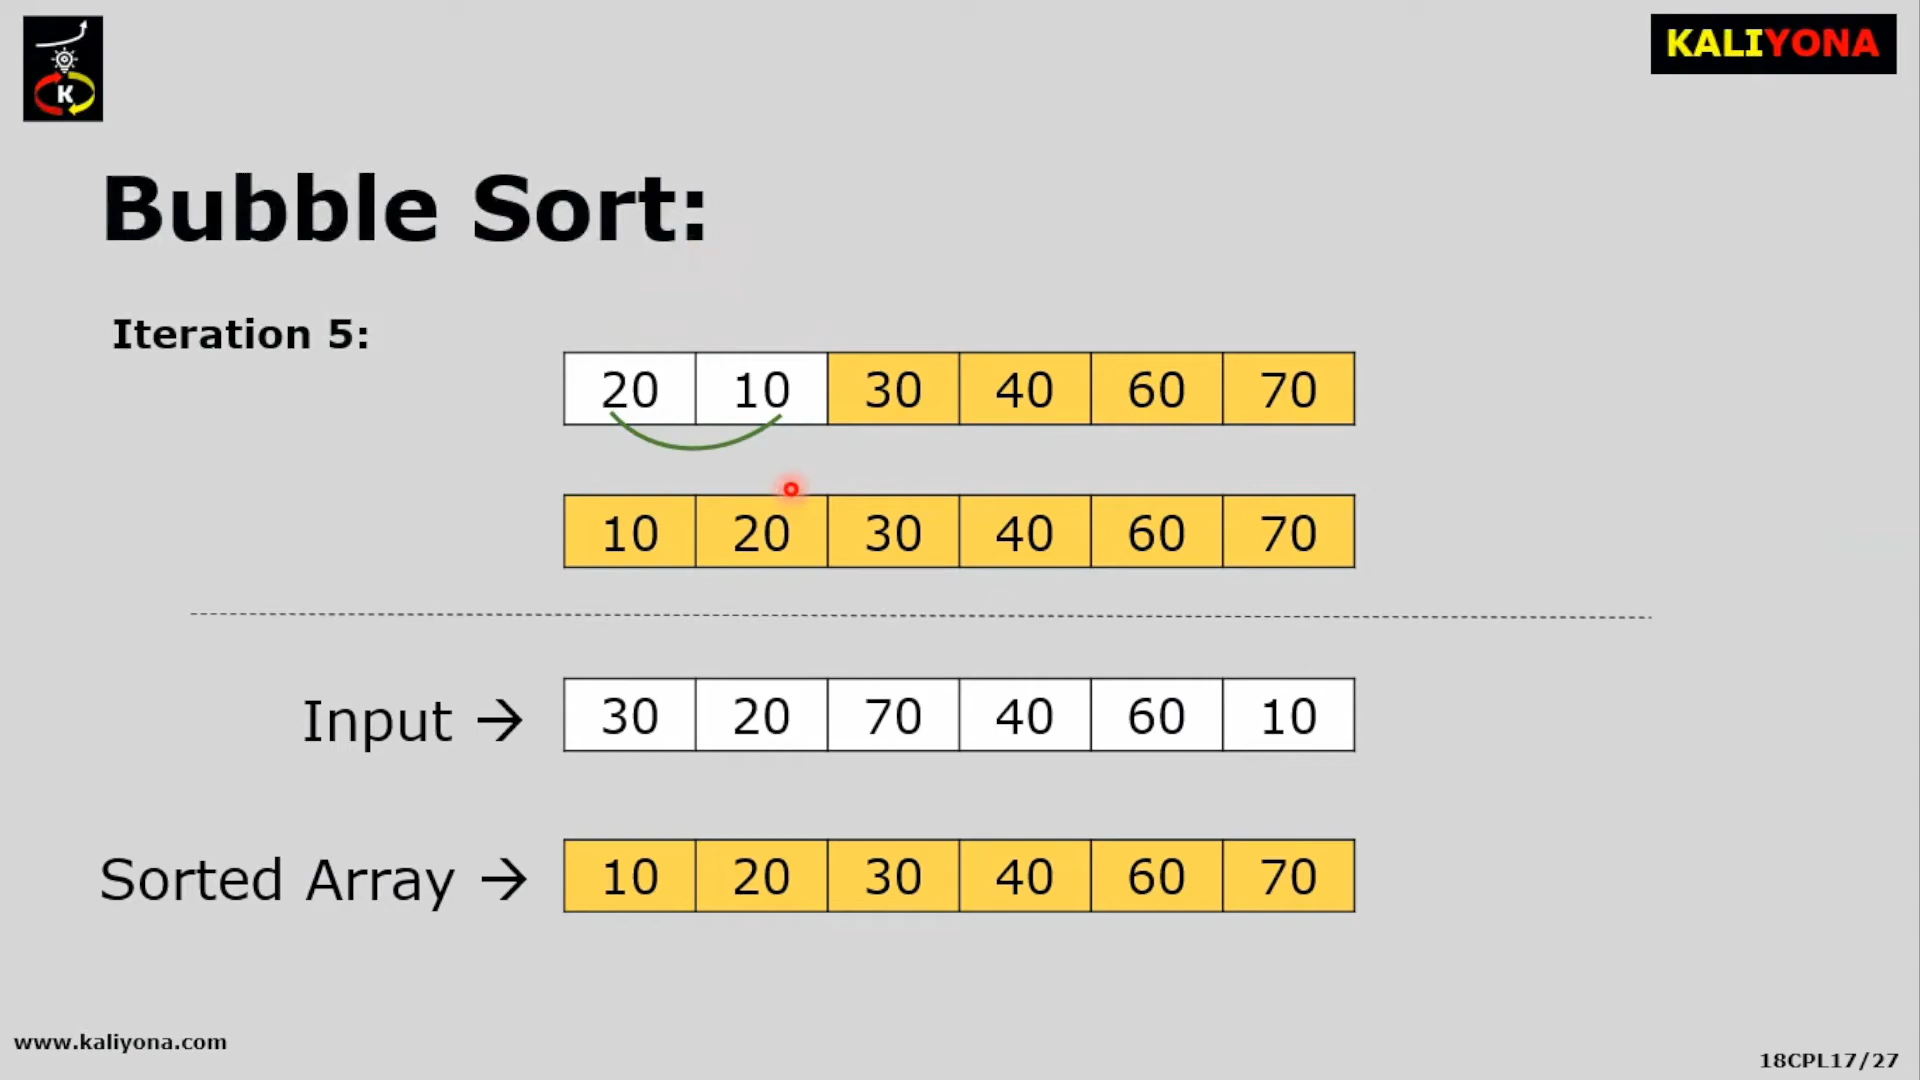 K
KALIYONA
Bubble Sort:
Iteration 5:
20 10 30 40 60 70
10 20 30 40 60 70
Input → 30 20 70 40 60 10
Sorted Array → 10 20 30 40 60 70
www.kaliyona.com
18CPL17/27